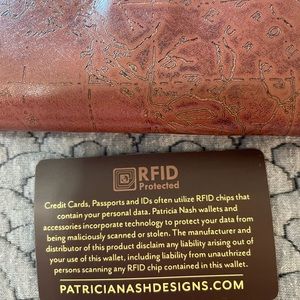 RFID
Protected
Credit Cards, Passports and IDs often utilize RFID chips that
contain your personal data. Patricia Nash wallets and
accessories incorporate technology to protect your data from
being maliciously scanned or stolen. The manufacturer and
distributor of this product disclaim any liability arising out of
your use of this wallet, including liability from unauthrized
persons scanning any RFID chip contained in this wallet.
PATRICIANASHDESIGNS.COM